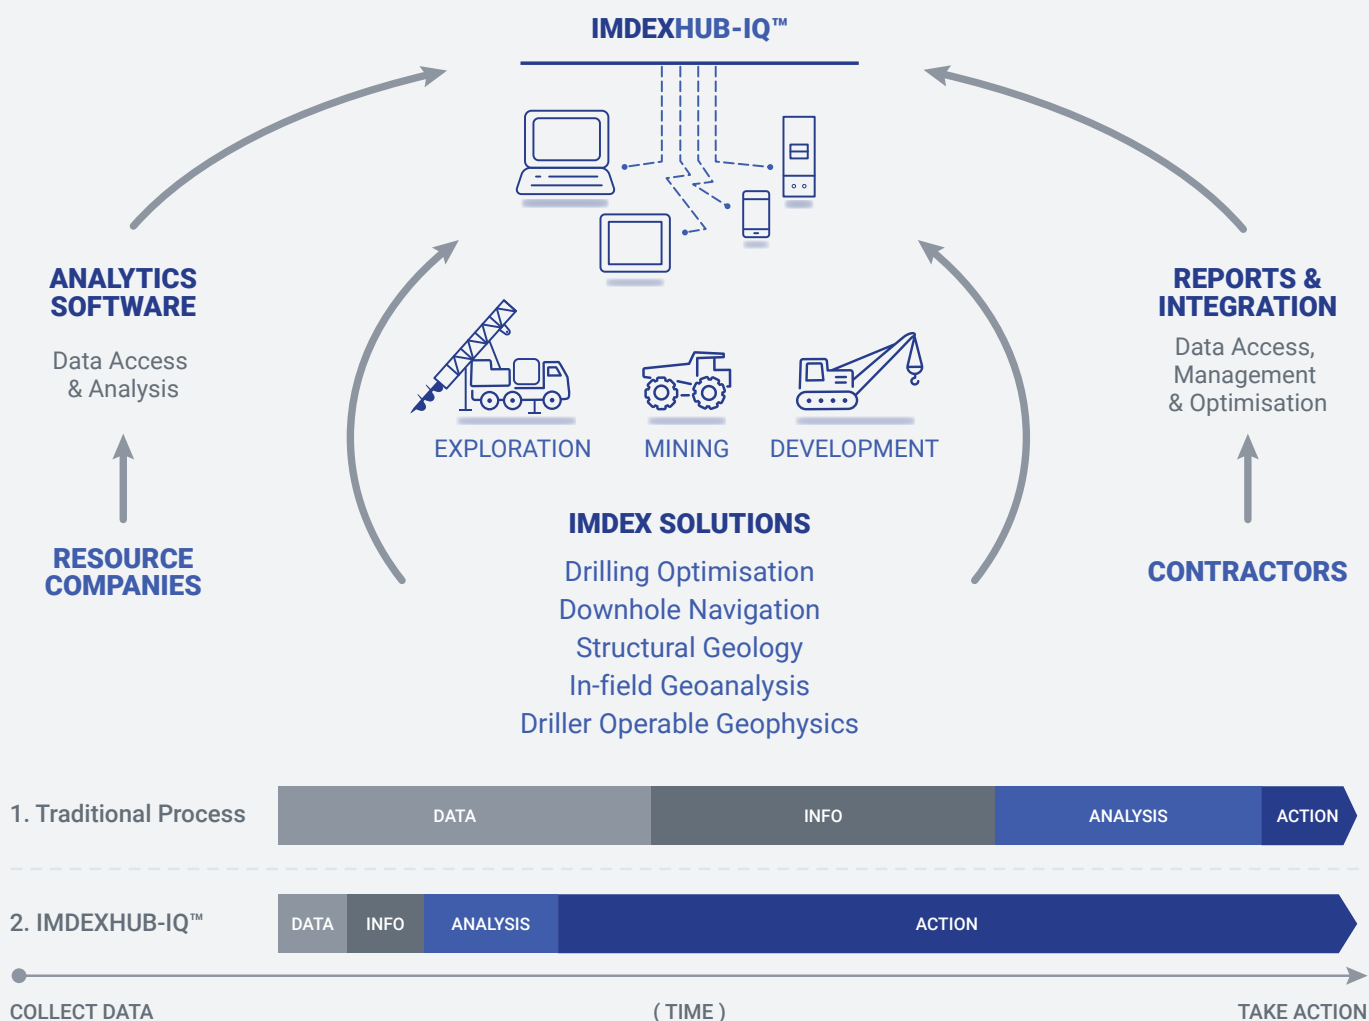 IMDEXHUB-IQ™
ANALYTICS
SOFTWARE
Data Access
& Analysis
RESOURCE
COMPANIES
REPORTS &
INTEGRATION
Data Access,
Management
& Optimisation
CONTRACTORS
EXPLORATION
MINING
DEVELOPMENT
IMDEX SOLUTIONS
Drilling Optimisation
Downhole Navigation
Structural Geology
In-field Geoanalysis
Driller Operable Geophysics
1. Traditional Process
DATA
INFO
ANALYSIS
ACTION
2. IMDEXHUB-IQ™
DATA
INFO
ANALYSIS
ACTION
COLLECT DATA
( TIME )
TAKE ACTION